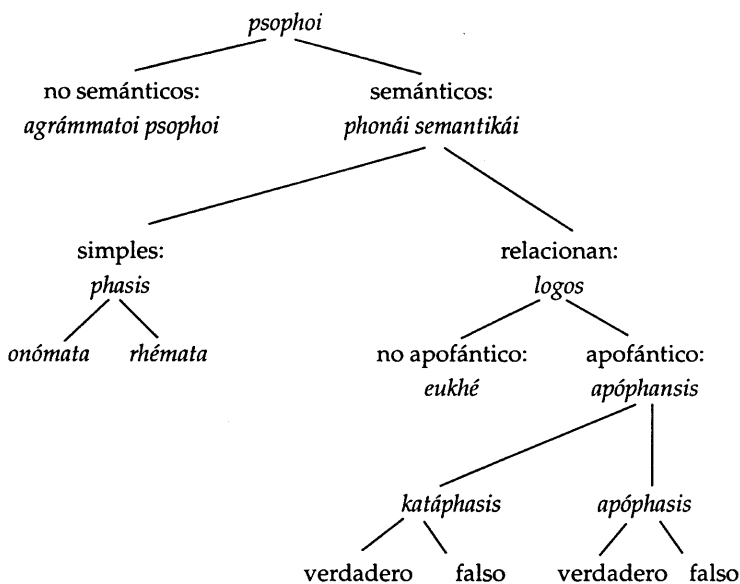 psophoi
no semánticos:
semánticos:
agrámmatoi psophoi
phonái semantikái
simples:
relacionan:
phasis
logos
onómata
rhémata
no apofántico:
apofántico:
eukhé
apóphansis
katáphasis
apóphasis
verdadero
falso
verdadero
falso